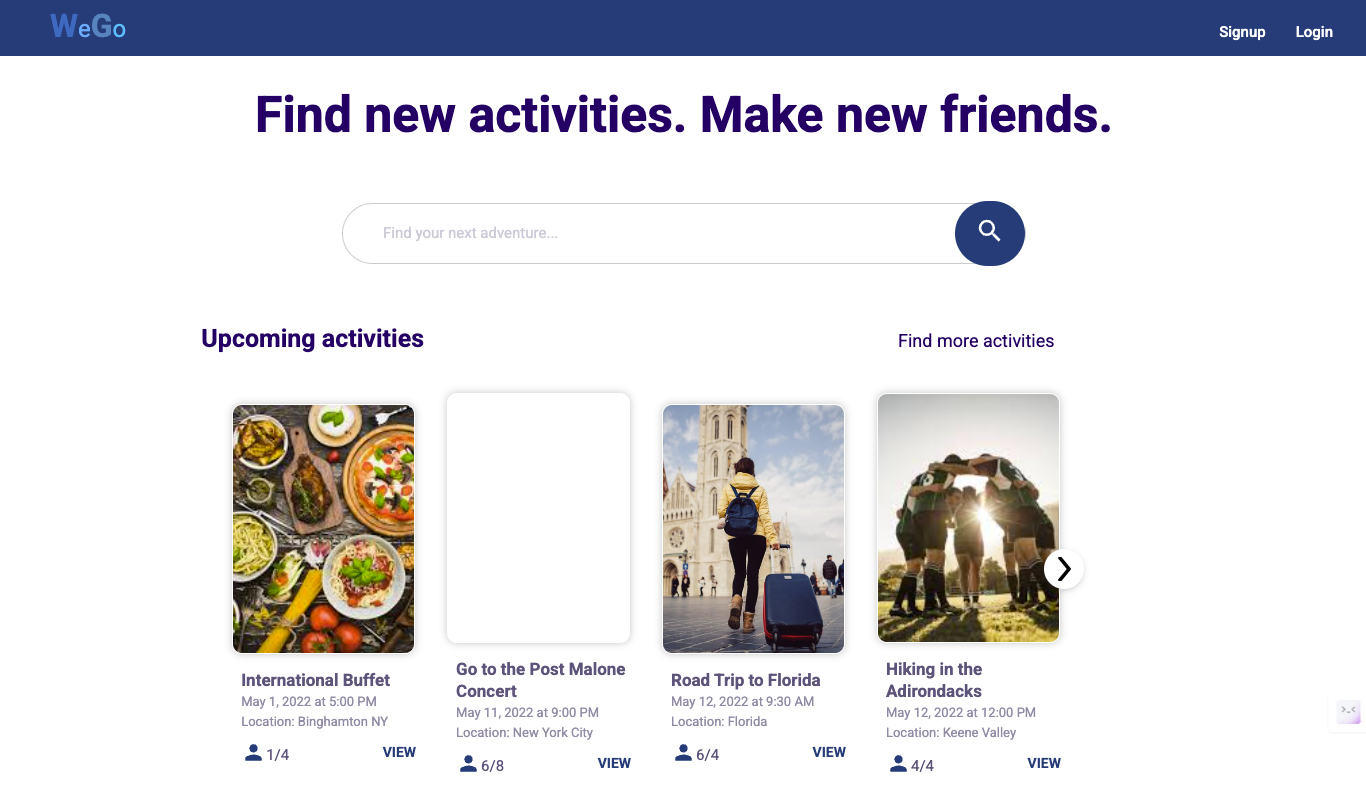 WeGo
Signup
Login
Find new activities. Make new friends.
Find your next adventure...
Upcoming activities
Find more activities
International Buffet
May 1, 2022 at 5:00 PM
Location: Binghamton NY
1/4
VIEW
Go to the Post Malone
Concert
May 11, 2022 at 9:00 PM
Location: New York City
6/8
VIEW
Road Trip to Florida
May 12, 2022 at 9:30 AM
Location: Florida
6/4
VIEW
Hiking in the
Adirondacks
May 12, 2022 at 12:00 PM
Location: Keene Valley
4/4
VIEW